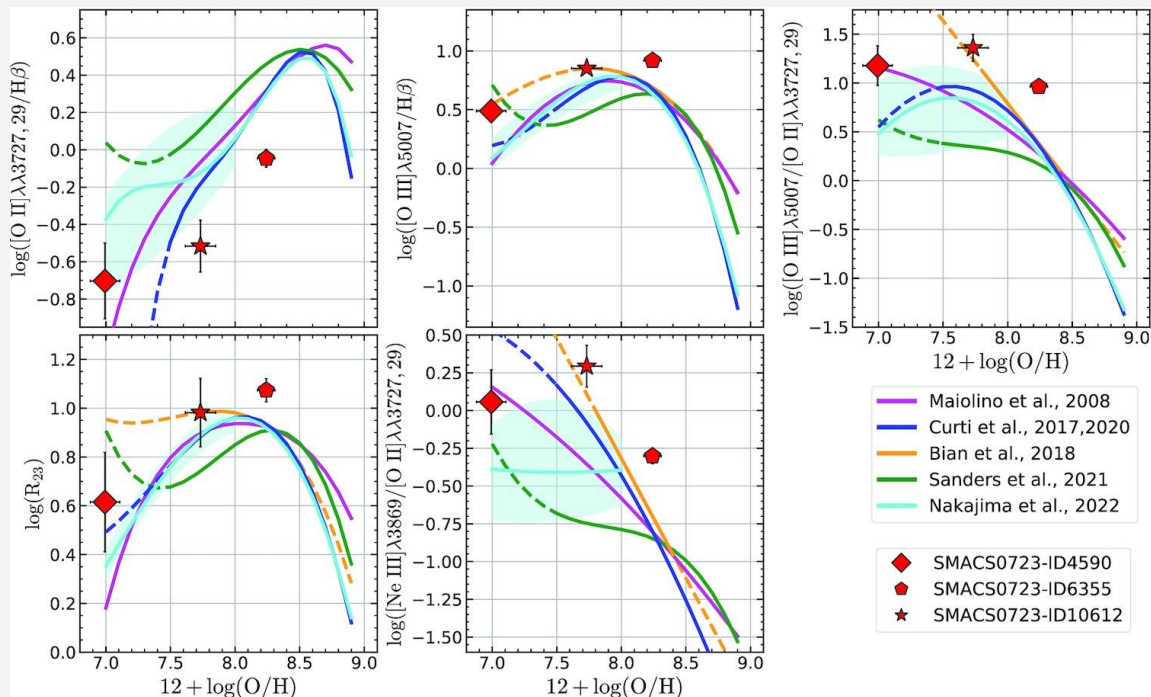 log([O II]λλ3727, 29/Hβ)
0.6
0.4
0.2
0.0
−0.2
−0.4
−0.6
−0.8
log([O III]λ5007/Hβ)
1.0
0.5
0.0
−0.5
−1.0
log([O III]λ5007/[O II]λλ3727, 29)
1.5
1.0
0.5
0.0
−0.5
−1.0
−1.5
7.0 7.5 8.0 8.5 9.0
12 + log(O/H)
log(R₂₃)
1.2
1.0
0.8
0.6
0.4
0.2
0.0
7.0 7.5 8.0 8.5 9.0
12 + log(O/H)
log([Ne III]λ3869/[O II]λλ3727, 29)
0.50
0.25
0.00
−0.25
−0.50
−0.75
−1.00
−1.25
−1.50
7.0 7.5 8.0 8.5 9.0
12 + log(O/H)
Maiolino et al., 2008
Curti et al., 2017,2020
Bian et al., 2018
Sanders et al., 2021
Nakajima et al., 2022
SMACS0723-ID4590
SMACS0723-ID6355
SMACS0723-ID10612